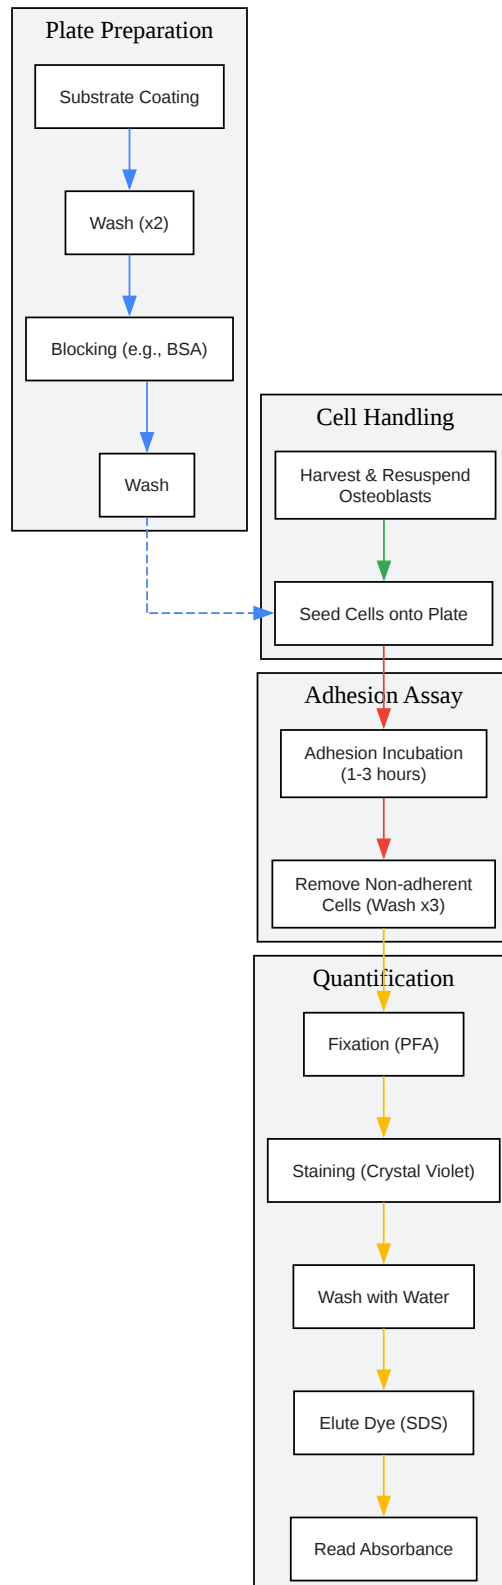 Plate Preparation
Substrate Coating
Wash (x2)
Blocking (e.g., BSA)
Wash
Cell Handling
Harvest & Resuspend
Osteoblasts
Seed Cells onto Plate
Adhesion Assay
Adhesion Incubation
(1-3 hours)
Remove Non-adherent
Cells (Wash x3)
Quantification
Fixation (PFA)
Staining (Crystal Violet)
Wash with Water
Elute Dye (SDS)
Read Absorbance